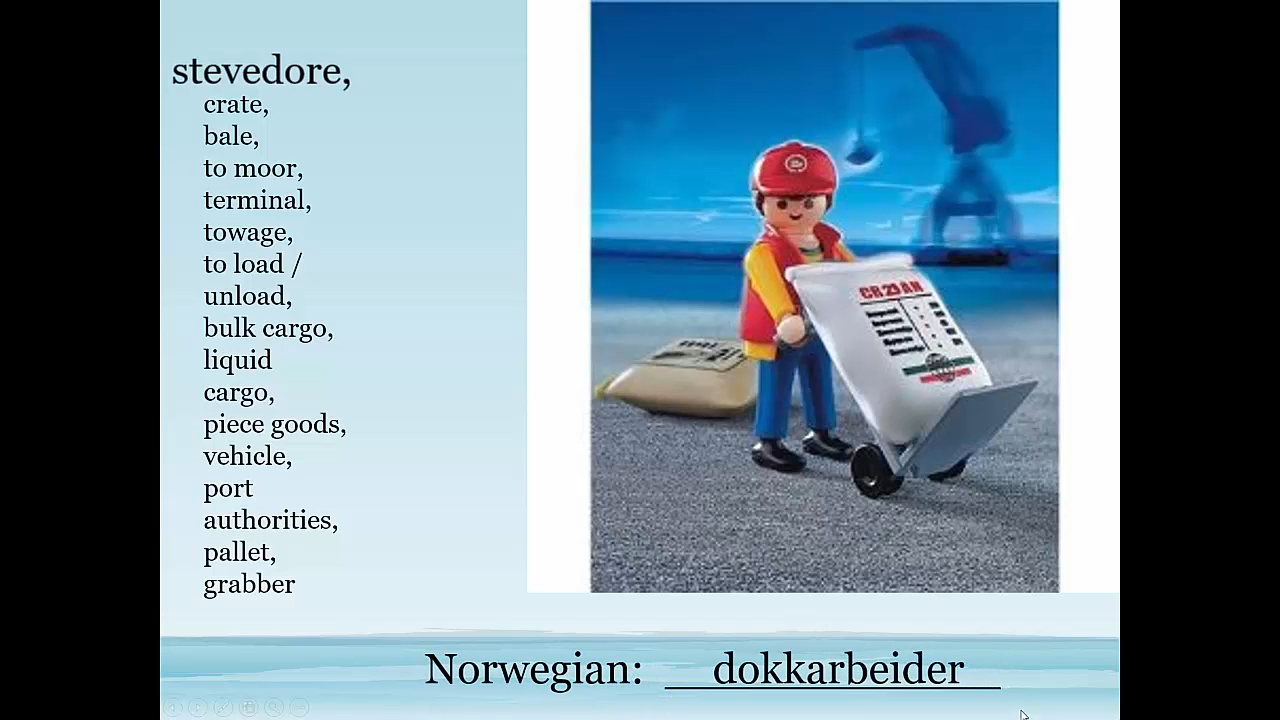 stevedore,
crate,
bale,
to moor,
terminal,
towage,
to load /
unload,
bulk cargo,
liquid
cargo,
piece goods,
vehicle,
port
authorities,
pallet,
grabber
Norwegian: dokkarbeider